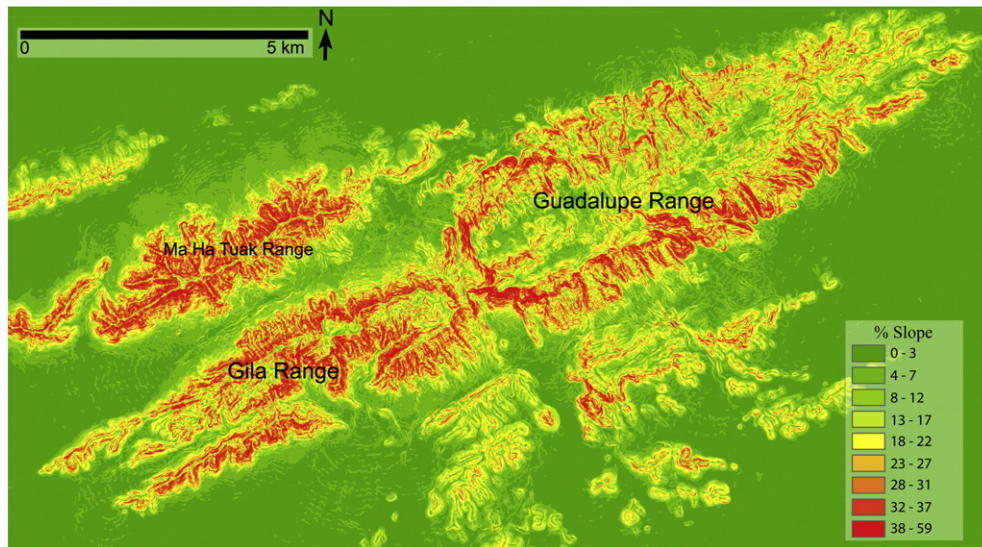 N
0 5 km
Guadalupe Range
Ma Ha Tuak Range
Gila Range
% Slope
0 - 3
4 - 7
8 - 12
13 - 17
18 - 22
23 - 27
28 - 31
32 - 37
38 - 59